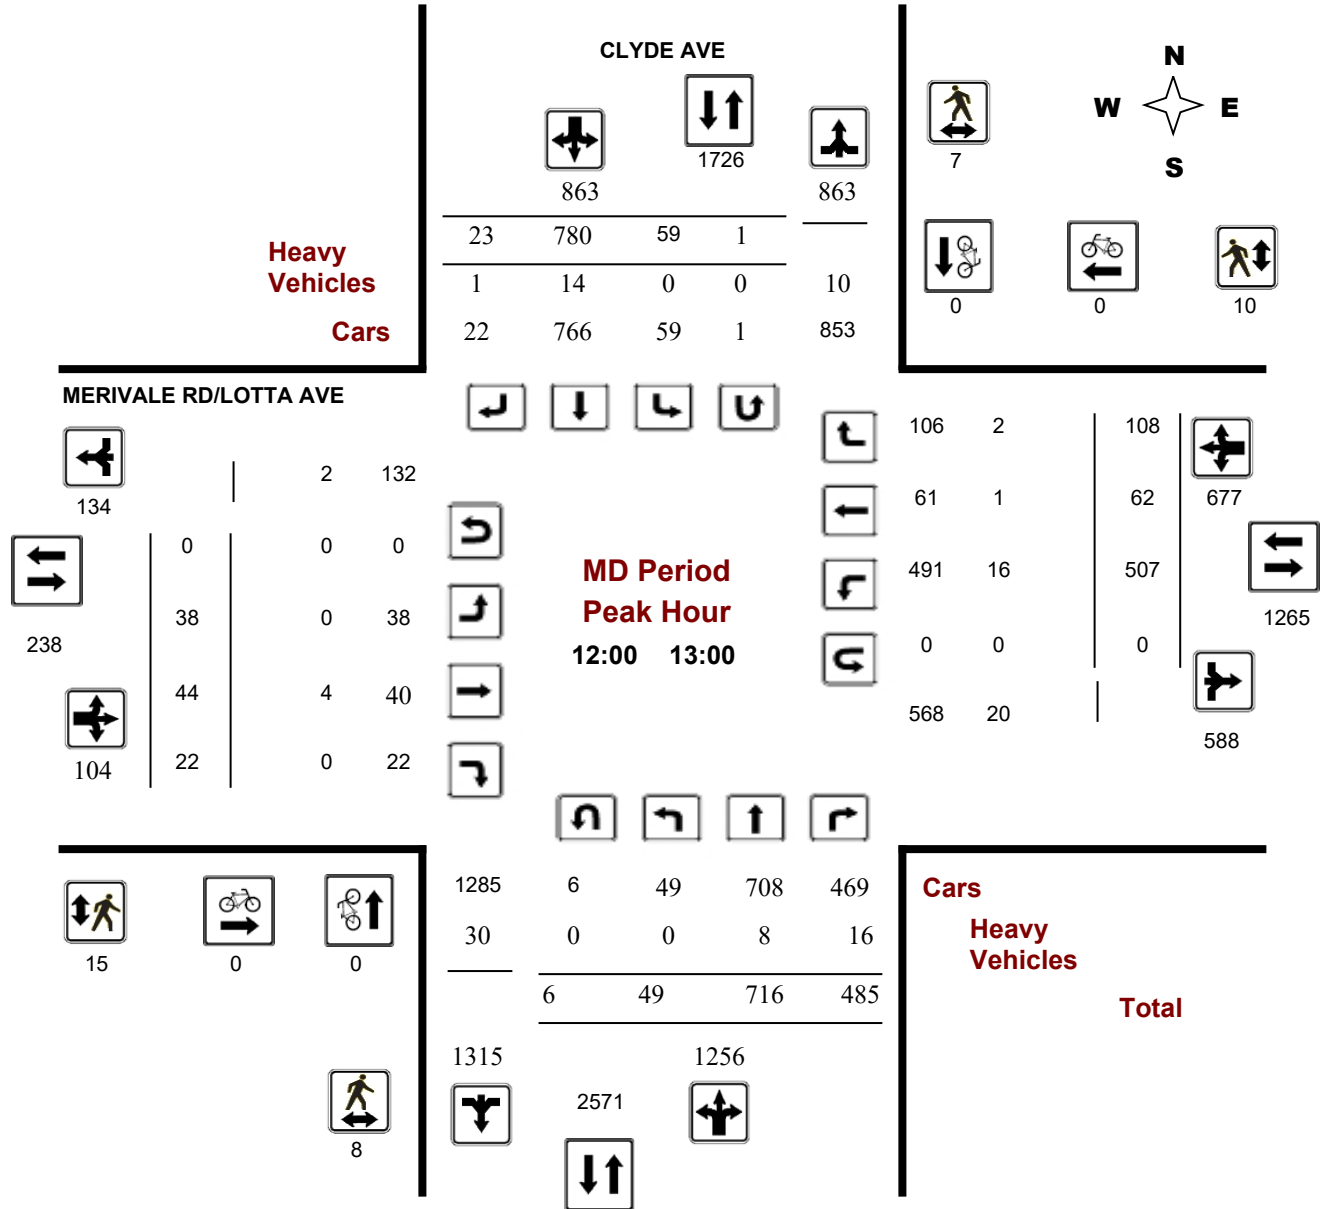 CLYDE AVE
N
W E
S
1726
7
863 863
23 780 59 1
Heavy
Vehicles
1 14 0 0 10
0 0 10
Cars
22 766 59 1 853
MERIVALE RD/LOTTA AVE
106 2 108
2 132
134
61 1 62 677
0 0 0
MD Period
491 16 507
Peak Hour
38 0 38
1265
238
12:00 13:00
0 0 0
44 4 40
568 20
588
104 22 0 22
1285 6 49 708 469
Cars
30 0 0 8 16
Heavy
Vehicles
15 0 0
6 49 716 485
Total
1315 1256
2571
8